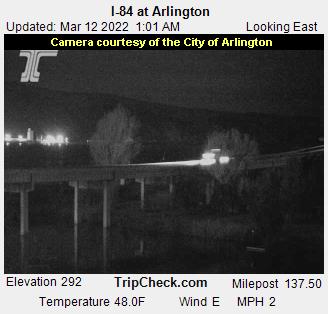 I-84 at Arlington
Updated: Mar 12 2022 1:01 AM Looking East
Camera courtesy of the City of Arlington
Elevation 292 TripCheck.com Milepost 137.50
Temperature 48.0F Wind E MPH 2